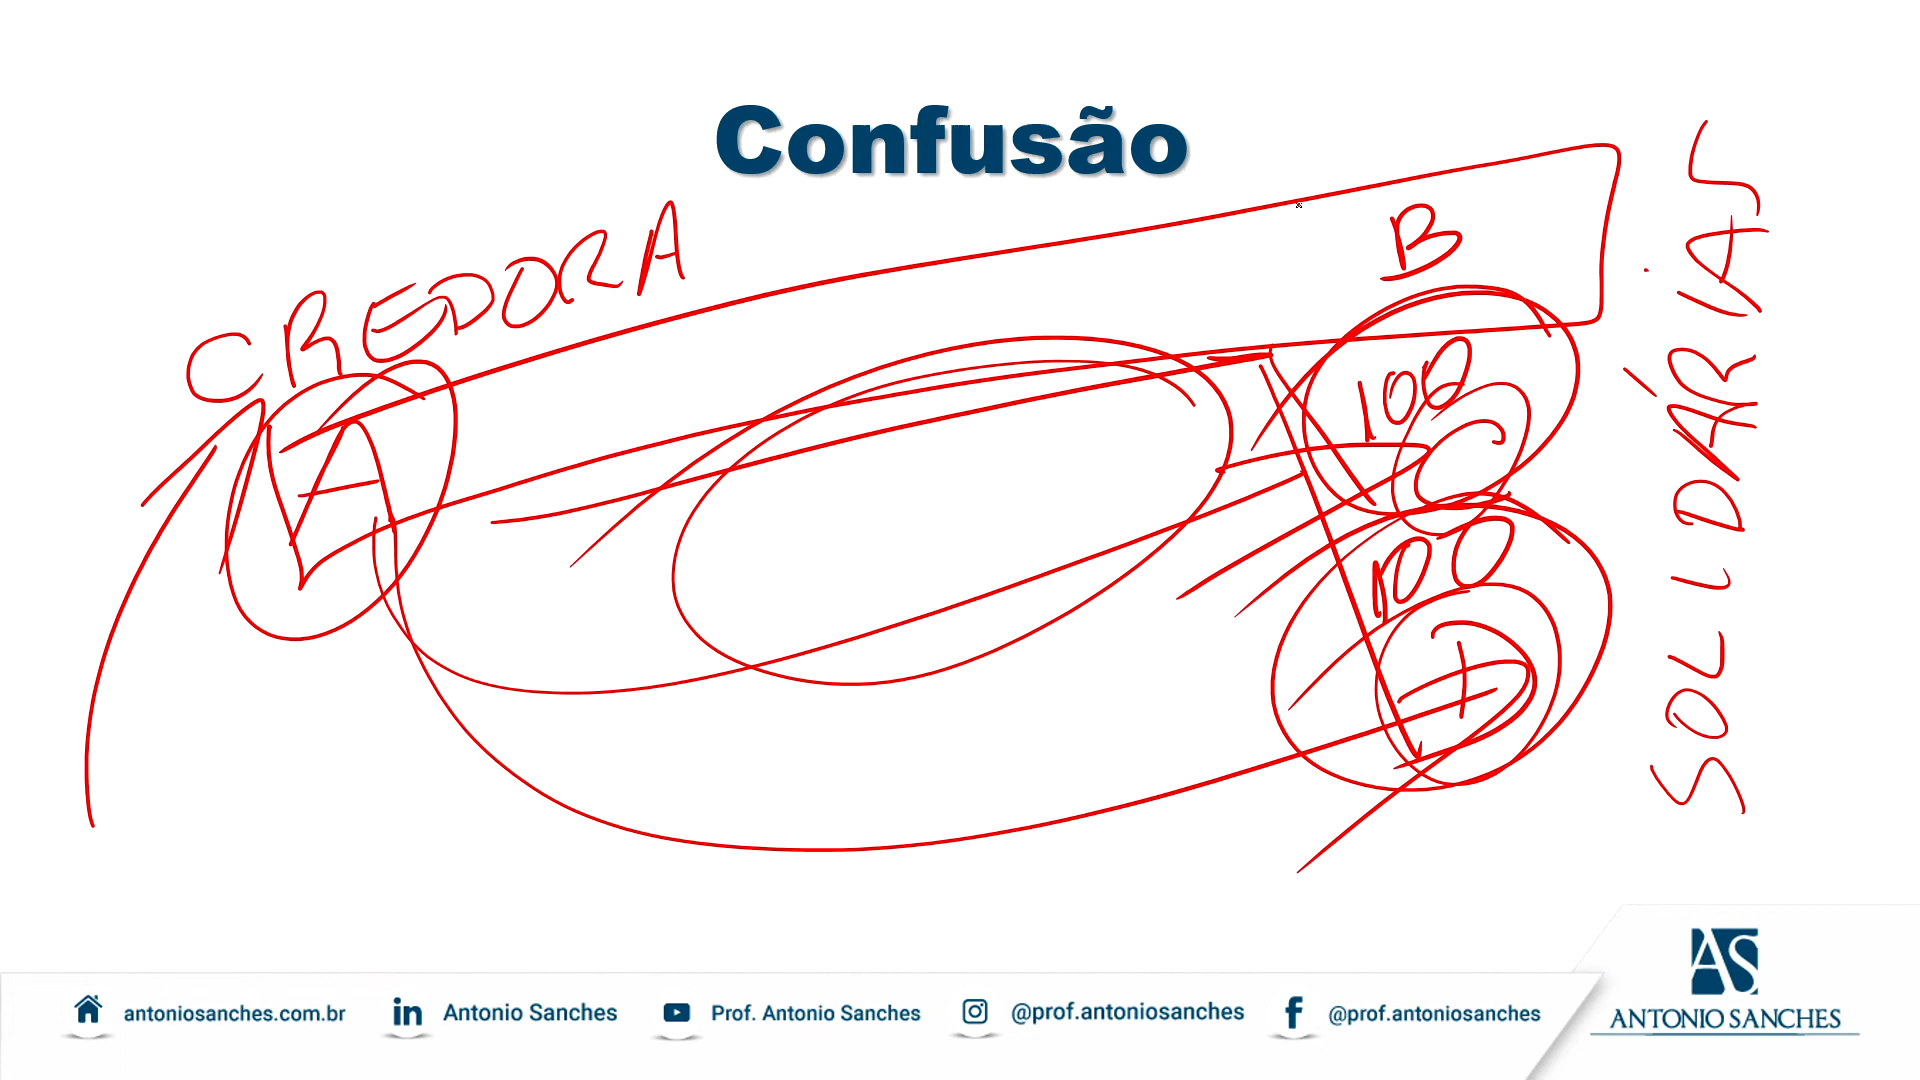 Confusão
CREDORA
A
B
100
C
100
D
SOLIDÁRIAS
antoniosanches.com.br
Antonio Sanches
Prof. Antonio Sanches
@prof.antoniosanches
@prof.antoniosanches
AS
ANTONIO SANCHES